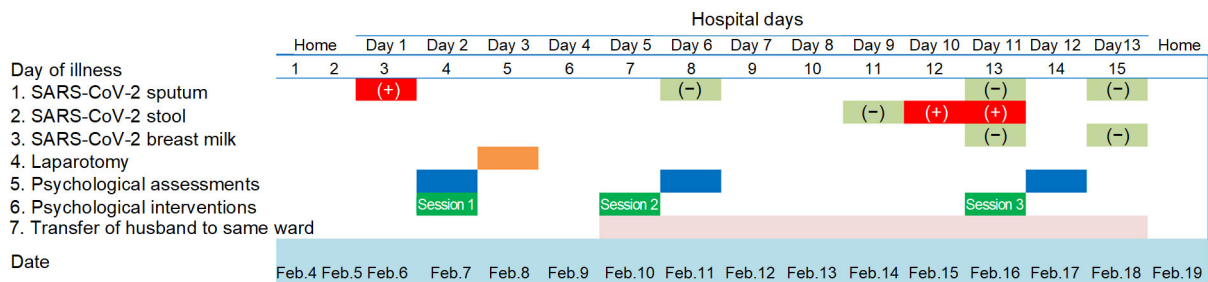 Hospital days
Home Day 1 Day 2 Day 3 Day 4 Day 5 Day 6 Day 7 Day 8 Day 9 Day 10 Day 11 Day 12 Day13 Home
Day of illness 1 2 3 4 5 6 7 8 9 10 11 12 13 14 15
1. SARS-CoV-2 sputum (+) (−) (−) (−)
2. SARS-CoV-2 stool (−) (+) (+)
3. SARS-CoV-2 breast milk (−) (−)
4. Laparotomy
5. Psychological assessments
6. Psychological interventions Session 1 Session 2 Session 3
7. Transfer of husband to same ward
Date Feb.4 Feb.5 Feb.6 Feb.7 Feb.8 Feb.9 Feb.10 Feb.11 Feb.12 Feb.13 Feb.14 Feb.15 Feb.16 Feb.17 Feb.18 Feb.19